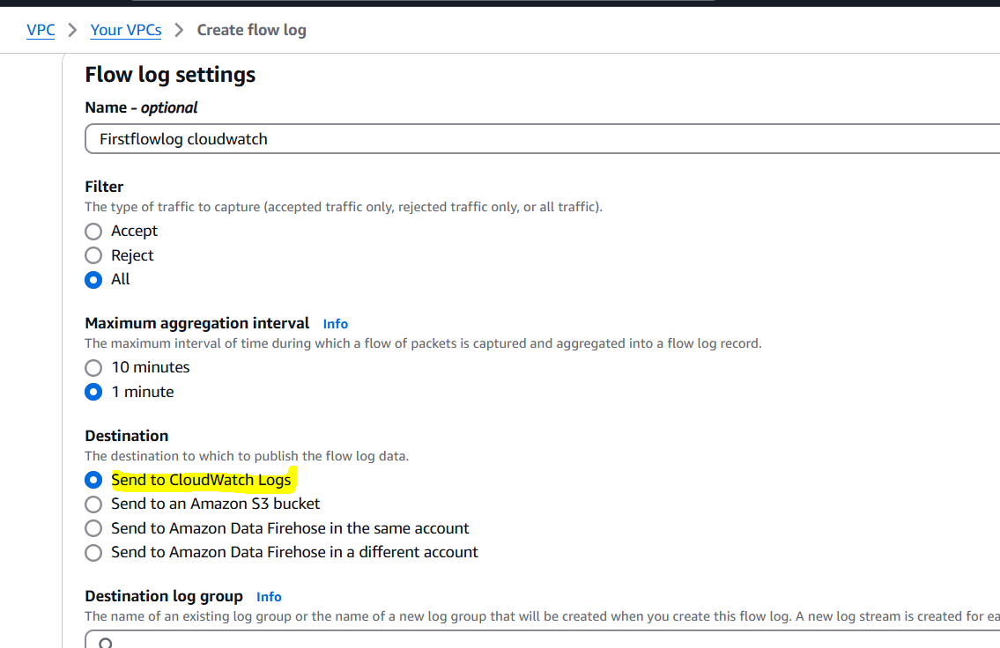 VPC > Your VPCs > Create flow log
Flow log settings
Name - optional
Firstflowlog cloudwatch
Filter
The type of traffic to capture (accepted traffic only, rejected traffic only, or all traffic).
Accept
Reject
All
Maximum aggregation interval Info
The maximum interval of time during which a flow of packets is captured and aggregated into a flow log record.
10 minutes
1 minute
Destination
The destination to which to publish the flow log data.
Send to CloudWatch Logs
Send to an Amazon S3 bucket
Send to Amazon Data Firehose in the same account
Send to Amazon Data Firehose in a different account
Destination log group Info
The name of an existing log group or the name of a new log group that will be created when you create this flow log. A new log stream is created for